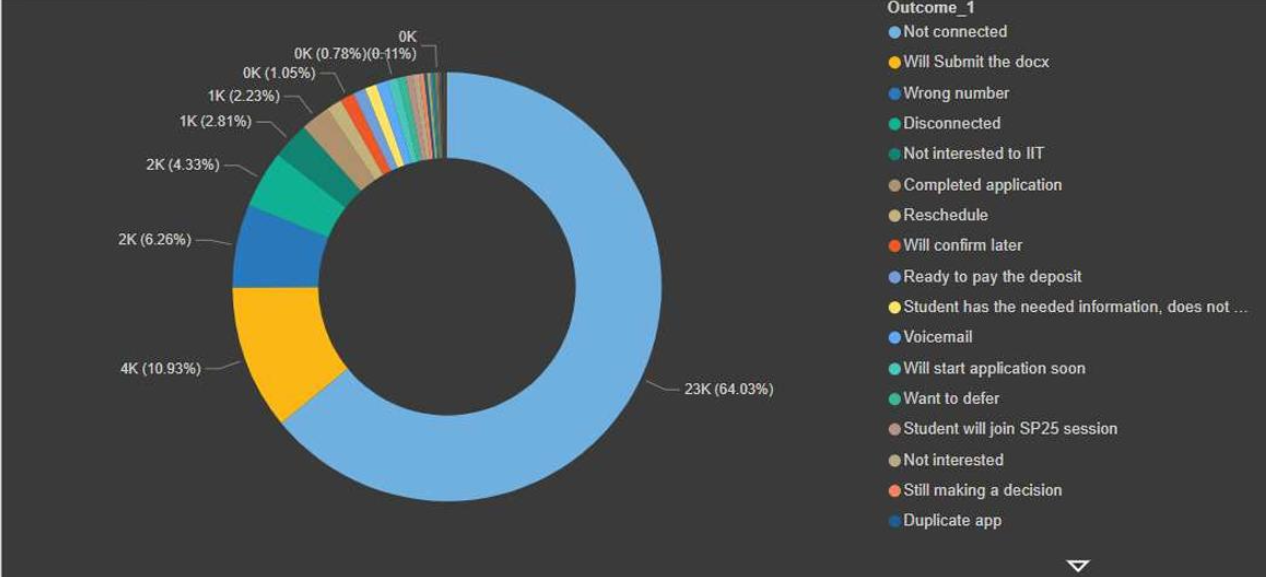 0K
0K (0.78%)(0.11%)
0K (1.05%)
1K (2.23%)
1K (2.81%)
2K (4.33%)
2K (6.26%)
4K (10.93%)
23K (64.03%)
Outcome_1
Not connected
Will Submit the docx
Wrong number
Disconnected
Not interested to IIT
Completed application
Reschedule
Will confirm later
Ready to pay the deposit
Student has the needed information, does not ...
Voicemail
Will start application soon
Want to defer
Student will join SP25 session
Not interested
Still making a decision
Duplicate app